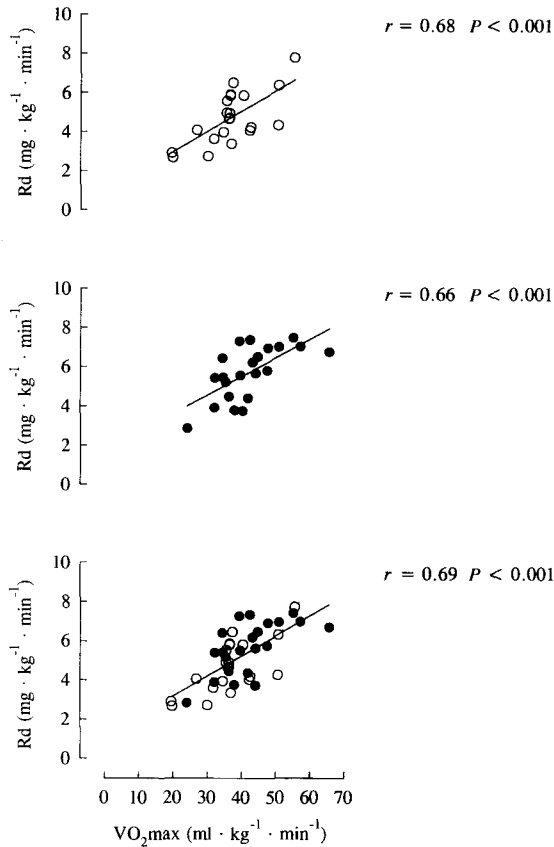 r = 0.68 P < 0.001
10
8
6
4
2
0
Rd (mg · kg⁻¹ · min⁻¹)
r = 0.66 P < 0.001
10
8
6
4
2
0
Rd (mg · kg⁻¹ · min⁻¹)
r = 0.69 P < 0.001
10
8
6
4
2
0
Rd (mg · kg⁻¹ · min⁻¹)
0 10 20 30 40 50 60 70
VO₂max (ml · kg⁻¹ · min⁻¹)